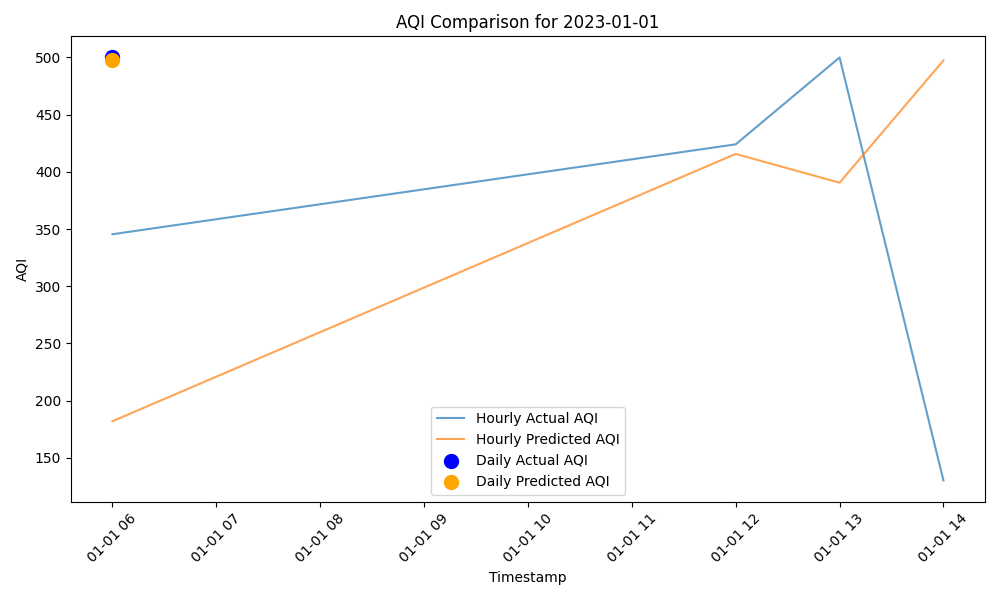 AQI Comparison for 2023-01-01
AQI
500
450
400
350
300
250
200
150
Hourly Actual AQI
Hourly Predicted AQI
Daily Actual AQI
Daily Predicted AQI
01-01 06
01-01 07
01-01 08
01-01 09
01-01 10
01-01 11
01-01 12
01-01 13
01-01 14
Timestamp